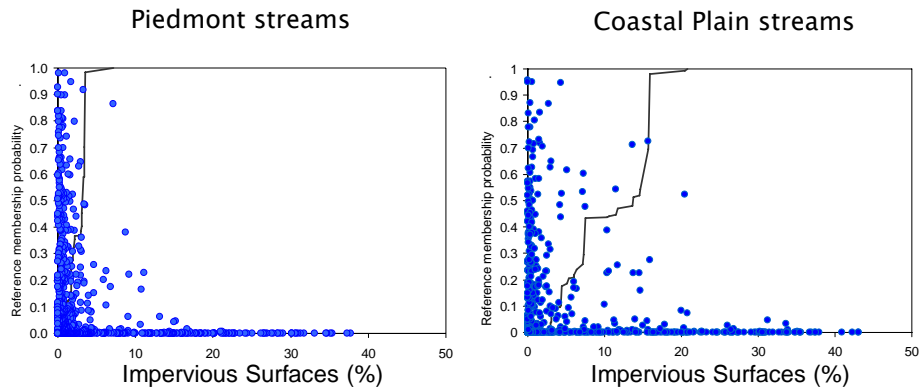 Piedmont streams
Coastal Plain streams
Reference membership probability
1.0
0.9
0.8
0.7
0.6
0.5
0.4
0.3
0.2
0.1
0.0
0 10 20 30 40 50
Impervious Surfaces (%)
Reference membership probability
1
0.9
0.8
0.7
0.6
0.5
0.4
0.3
0.2
0.1
0
0 10 20 30 40 50
Impervious Surfaces (%)